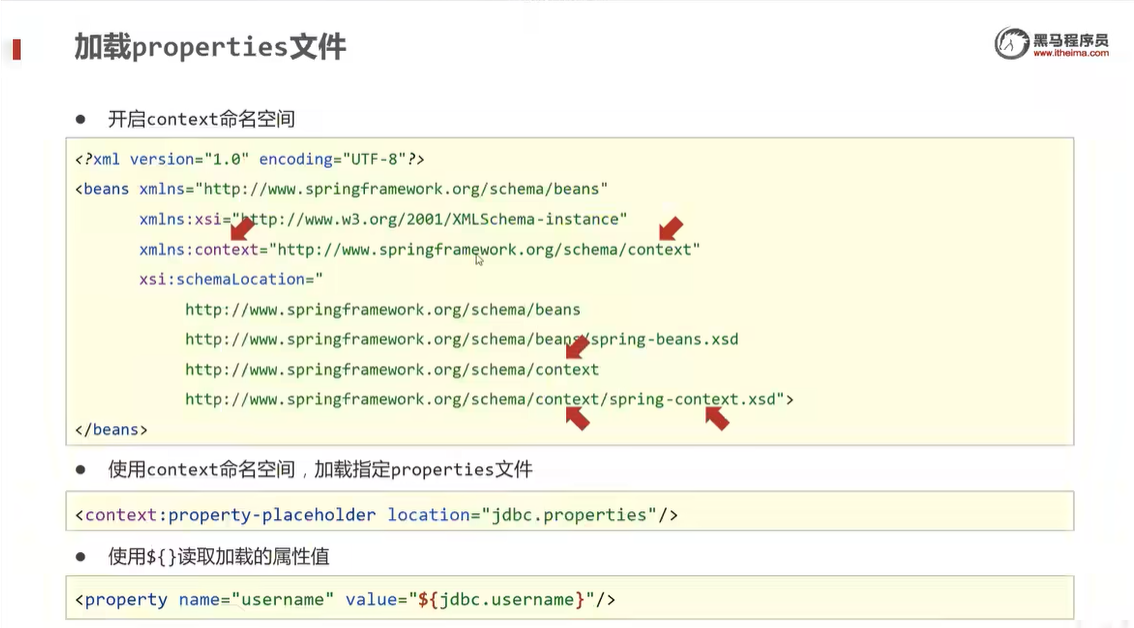 加载properties文件
黑马程序员
www.itheima.com
● 开启context命名空间
<?xml version="1.0" encoding="UTF-8"?>
<beans xmlns="http://www.springframework.org/schema/beans"
xmlns:xsi="http://www.w3.org/2001/XMLSchema-instance"
xmlns:context="http://www.springframework.org/schema/context"
xsi:schemaLocation="
http://www.springframework.org/schema/beans
http://www.springframework.org/schema/beans/spring-beans.xsd
http://www.springframework.org/schema/context
http://www.springframework.org/schema/context/spring-context.xsd">
</beans>
● 使用context命名空间，加载指定properties文件
<context:property-placeholder location="jdbc.properties"/>
● 使用${}读取加载的属性值
<property name="username" value="${jdbc.username}"/>